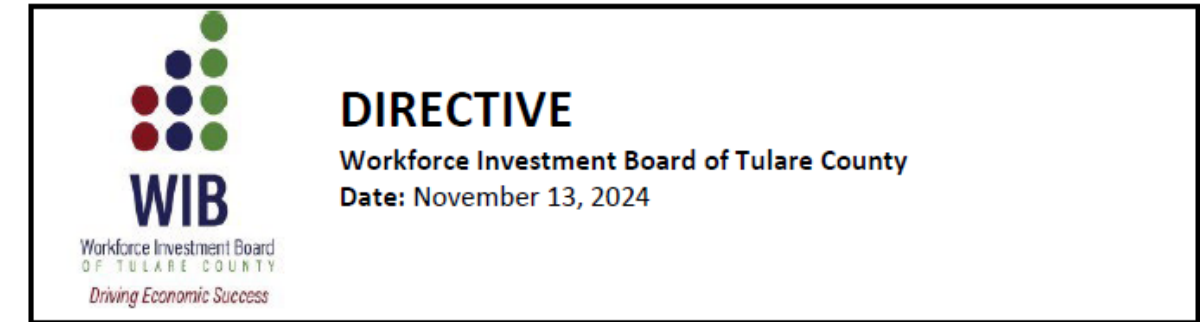 WIB
Workforce Investment Board
OF TULARE COUNTY
Driving Economic Success
DIRECTIVE
Workforce Investment Board of Tulare County
Date: November 13, 2024